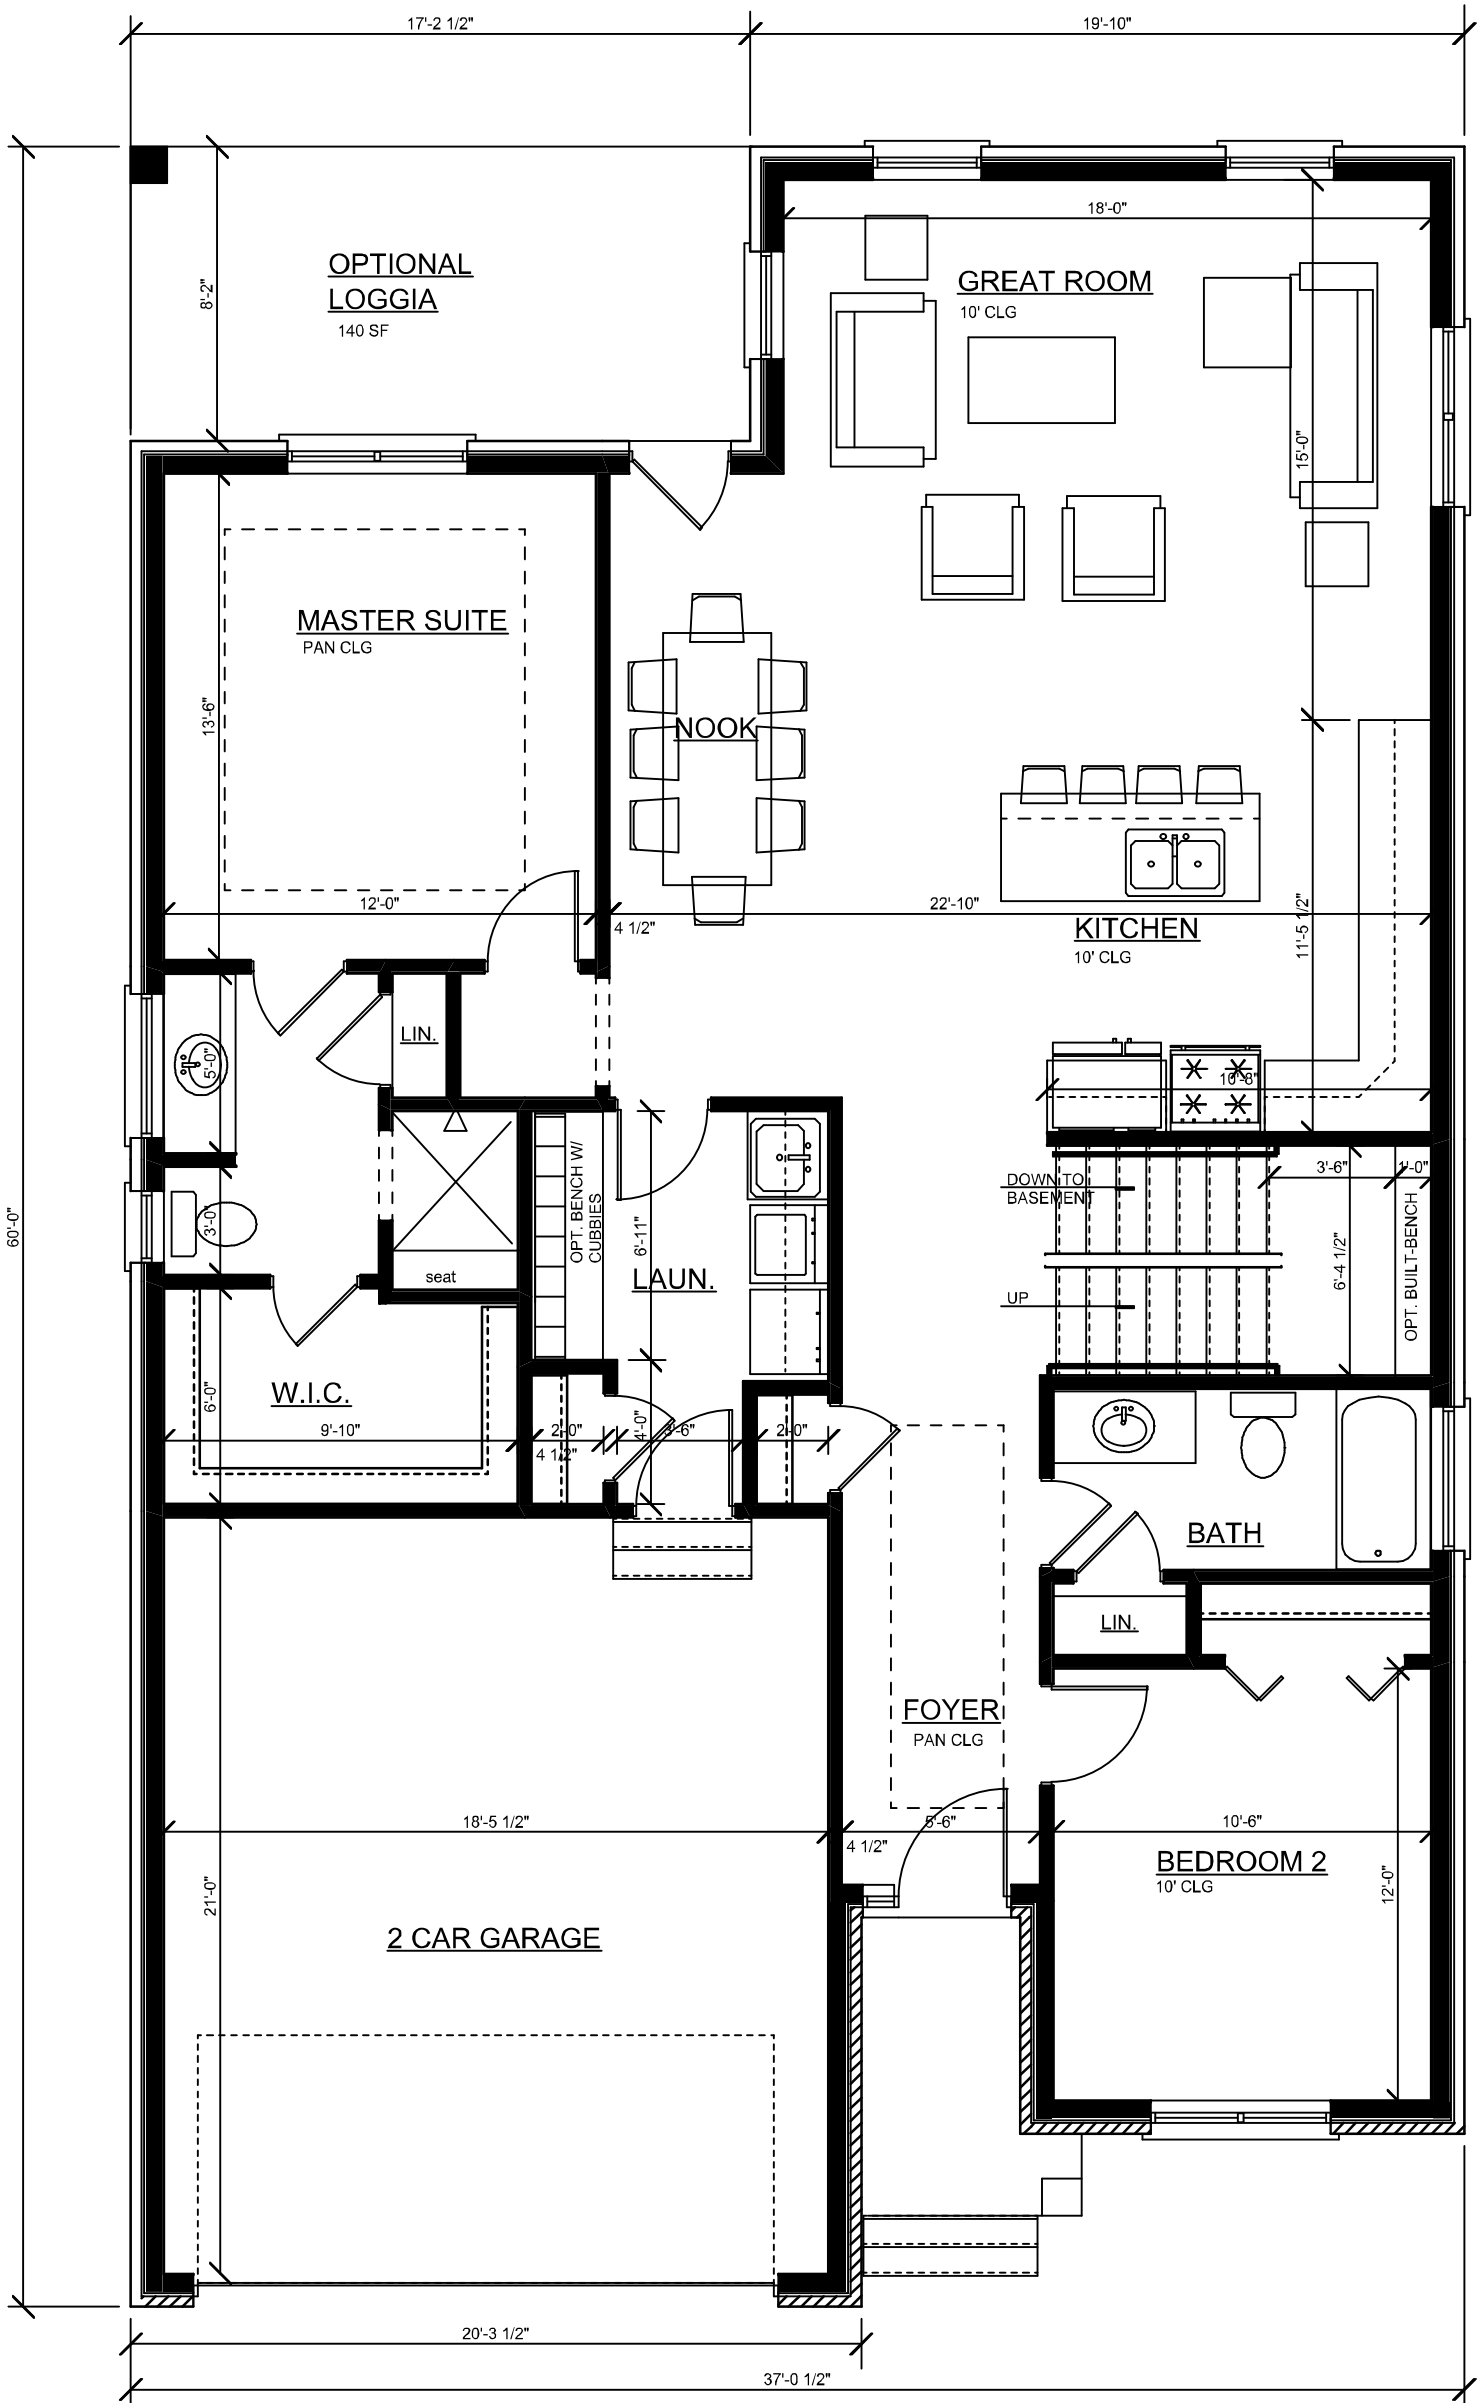 17'-2 1/2"
19'-10"
18'-0"
OPTIONAL
LOGGIA
140 SF
8'-2"
GREAT ROOM
10' CLG
15'-0"
MASTER SUITE
PAN CLG
13'-6"
NOOK
12'-0"
4 1/2"
22'-10"
KITCHEN
10' CLG
11'-5 1/2"
LIN.
5'-0"
10'-8"
60'-0"
3'-0"
seat
OPT. BENCH W/
CUBBIES
6'-11"
LAUN.
DOWN TO
BASEMENT
UP
3'-6"
1'-0"
6'-4 1/2"
OPT. BUILT-BENCH
W.I.C.
6'-0"
9'-10"
2'-0"
4 1/2"
4'-0"
3'-6"
2'-0"
BATH
LIN.
FOYER
PAN CLG
18'-5 1/2"
5'-6"
4 1/2"
10'-6"
BEDROOM 2
10' CLG
12'-0"
21'-0"
2 CAR GARAGE
20'-3 1/2"
37'-0 1/2"